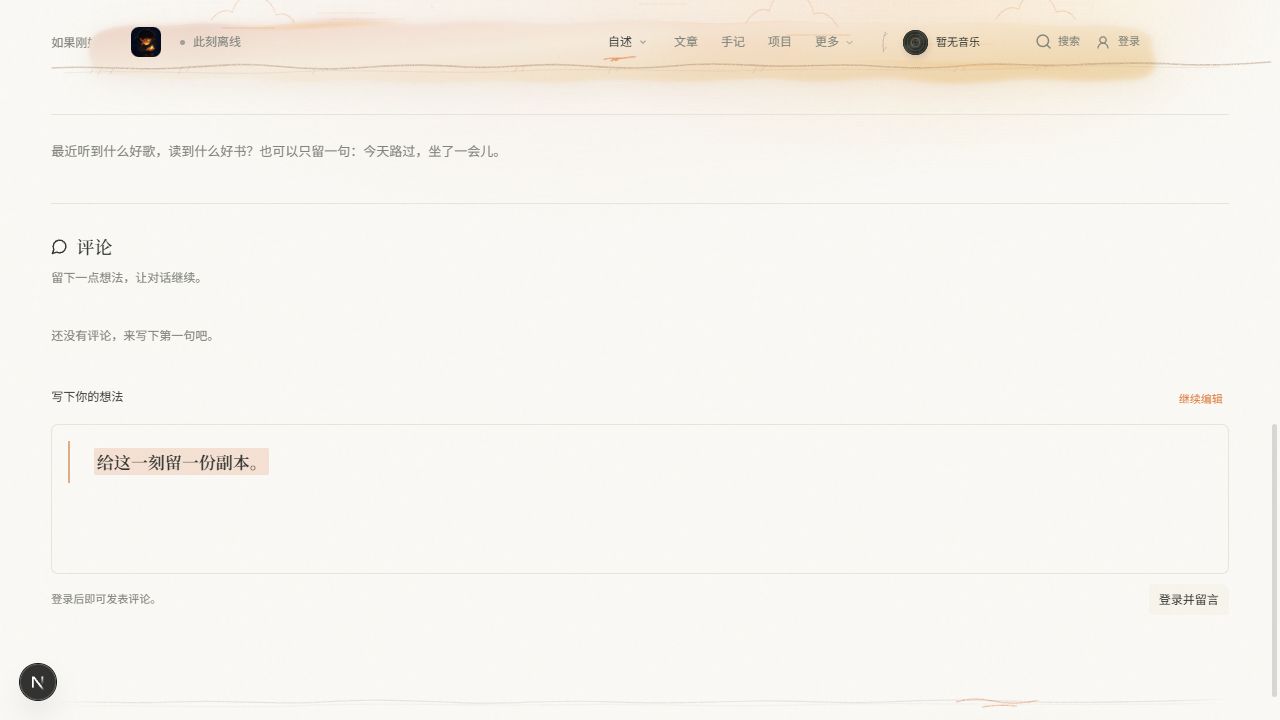 如果刚
此刻离线
自述
文章
手记
项目
更多
暂无音乐
搜索
登录
最近听到什么好歌，读到什么好书？也可以只留一句：今天路过，坐了一会儿。
评论
留下一点想法，让对话继续。
还没有评论，来写下第一句吧。
写下你的想法
继续编辑
给这一刻留一份副本。
登录后即可发表评论。
登录并留言
N